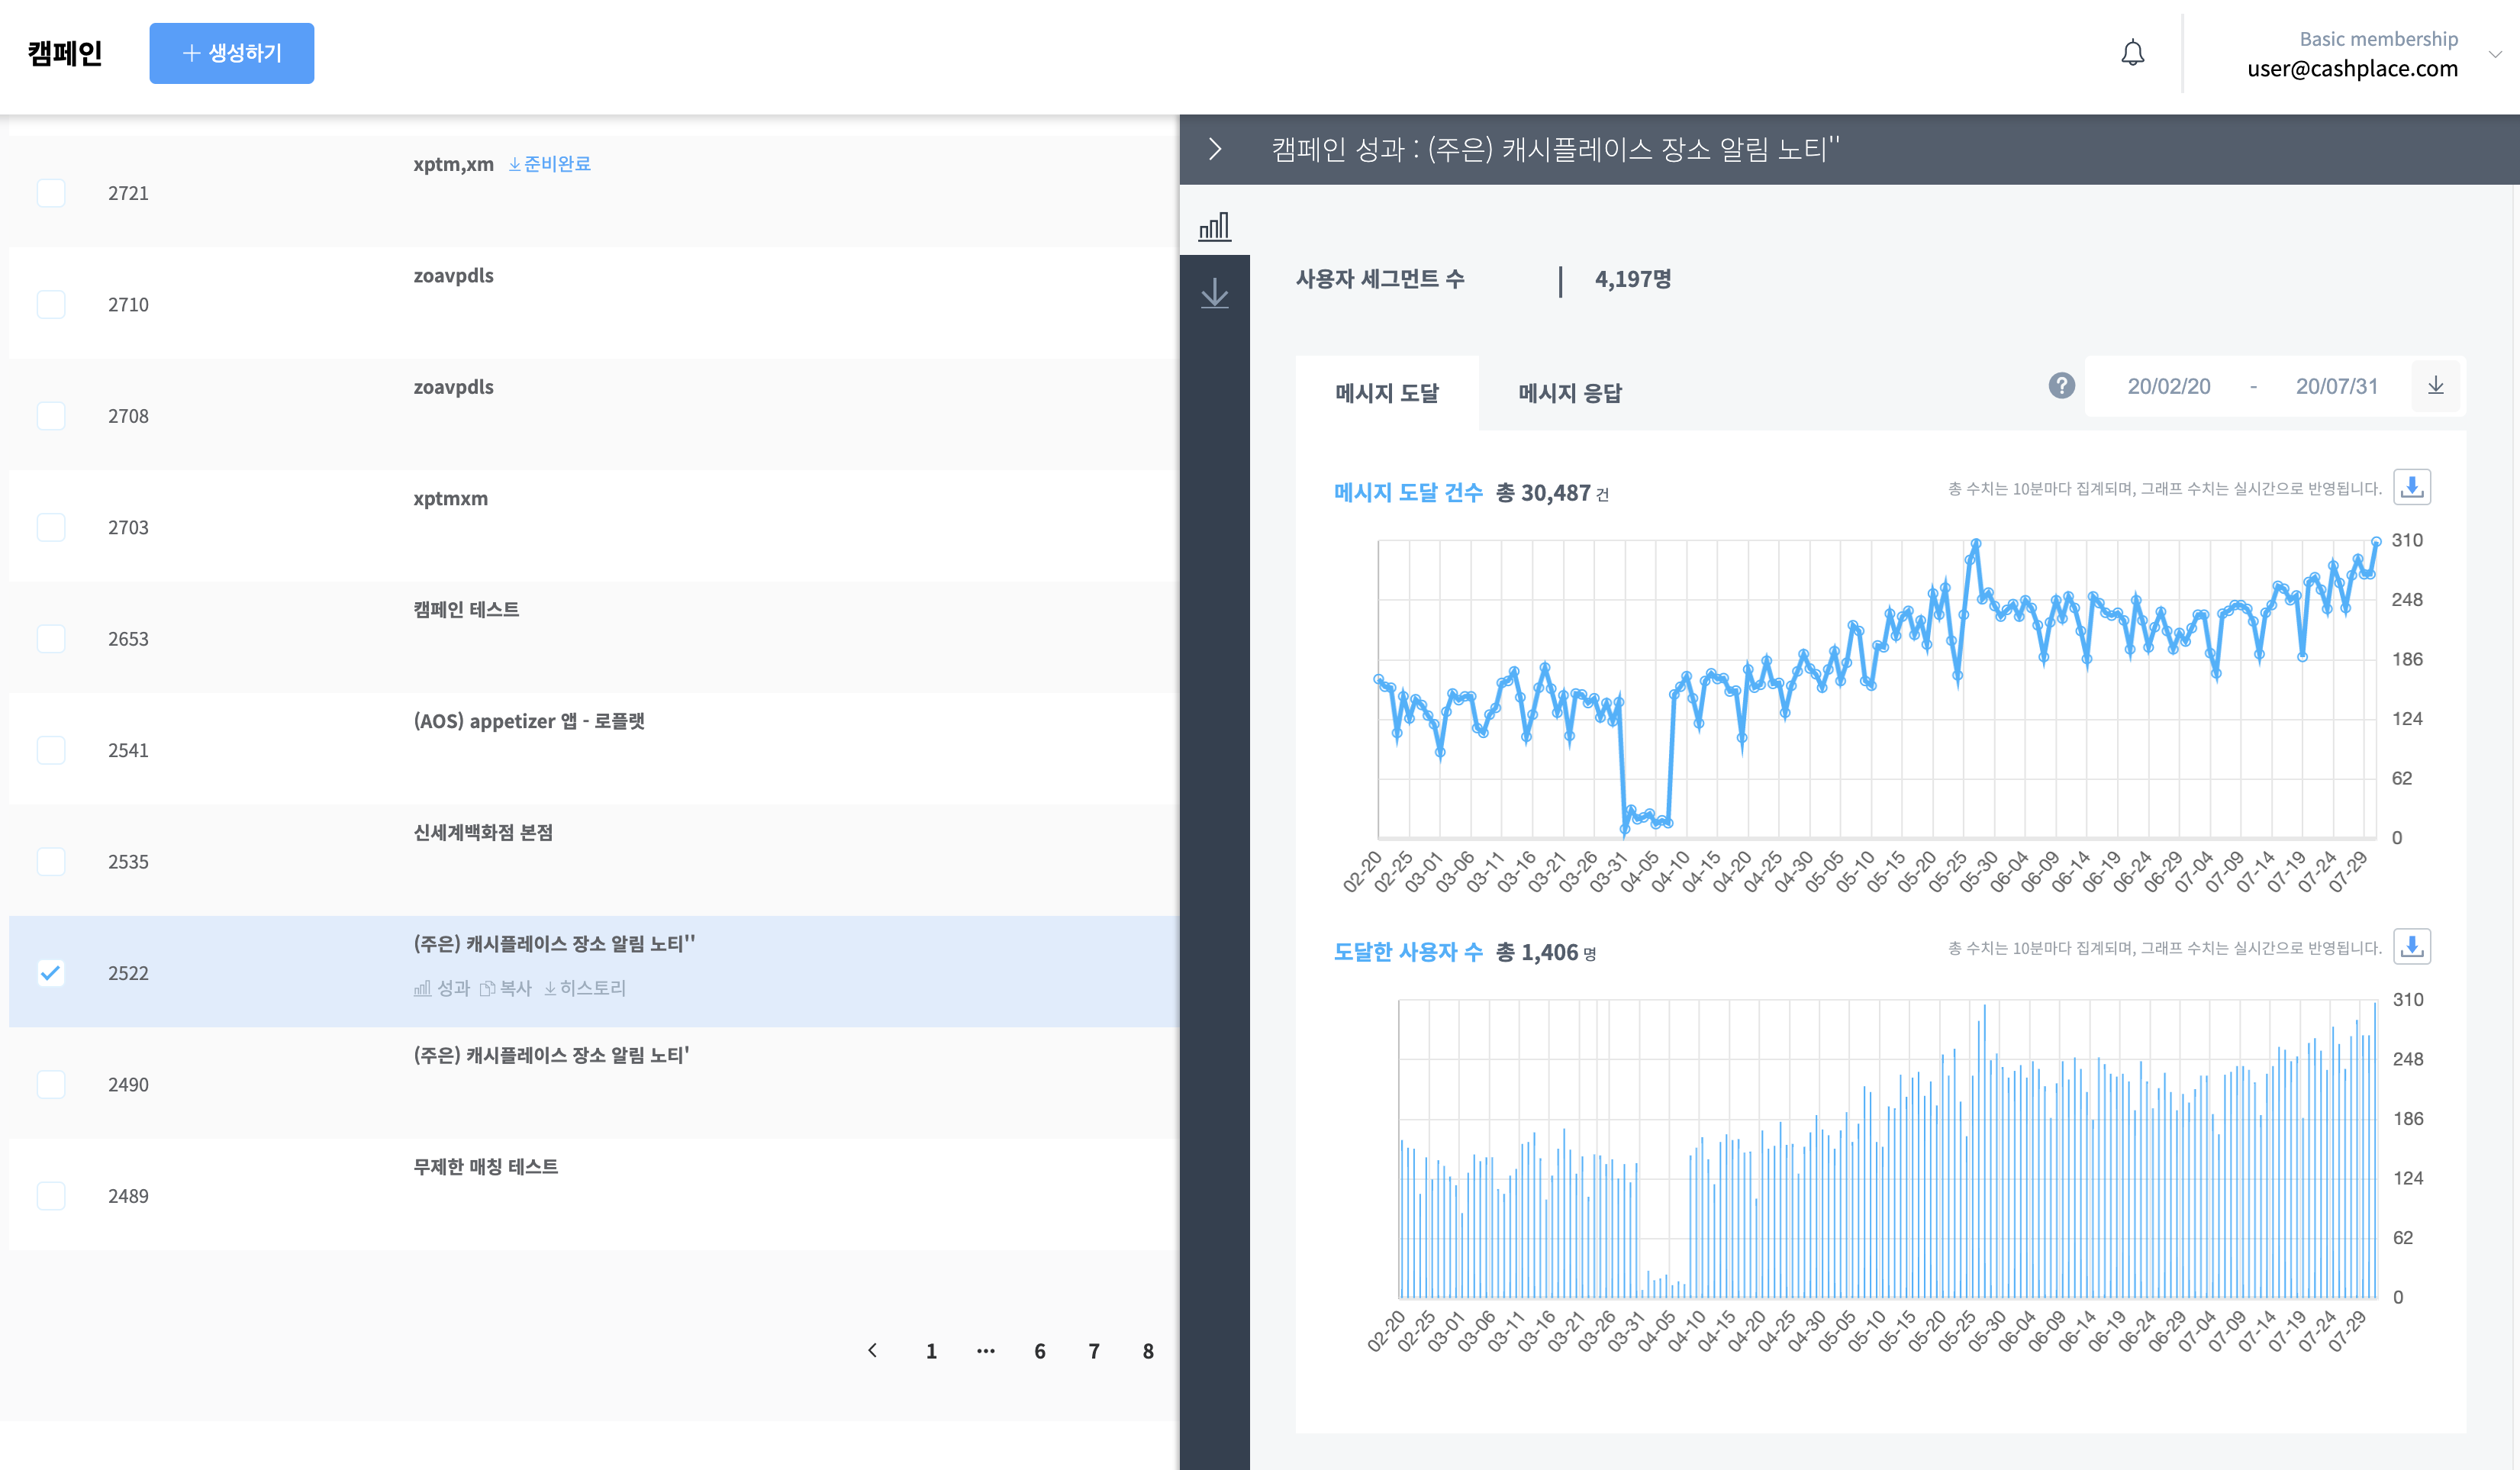 캠페인
생성하기
Basic membership
user@cashplace.com
2721
xptm,xm 준비완료
2710
zoavpdls
2708
zoavpdls
2703
xptmxm
2653
캠페인 테스트
2541
(AOS) appetizer 앱 - 로플랫
2535
신세계백화점 본점
2522
(주은) 캐시플레이스 장소 알림 노티''
성과 복사 히스토리
2490
(주은) 캐시플레이스 장소 알림 노티'
2489
무제한 매칭 테스트
1 ··· 6 7 8
캠페인 성과 : (주은) 캐시플레이스 장소 알림 노티''
사용자 세그먼트 수 | 4,197명
메시지 도달 메시지 응답
? 20/02/20 - 20/07/31
메시지 도달 건수 총 30,487 건
총 수치는 10분마다 집계되며, 그래프 수치는 실시간으로 반영됩니다.
310
248
186
124
62
0
02-20 02-25 03-01 03-06 03-11 03-16 03-21 03-26 03-31 04-05 04-10 04-15 04-20 04-25 04-30 05-05 05-10 05-15 05-20 05-25 05-30 06-04 06-09 06-14 06-19 06-24 06-29 07-04 07-09 07-14 07-19 07-24 07-29
도달한 사용자 수 총 1,406 명
총 수치는 10분마다 집계되며, 그래프 수치는 실시간으로 반영됩니다.
310
248
186
124
62
0
02-20 02-25 03-01 03-06 03-11 03-16 03-21 03-26 03-31 04-05 04-10 04-15 04-20 04-25 04-30 05-05 05-10 05-15 05-20 05-25 05-30 06-04 06-09 06-14 06-19 06-24 06-29 07-04 07-09 07-14 07-19 07-24 07-29